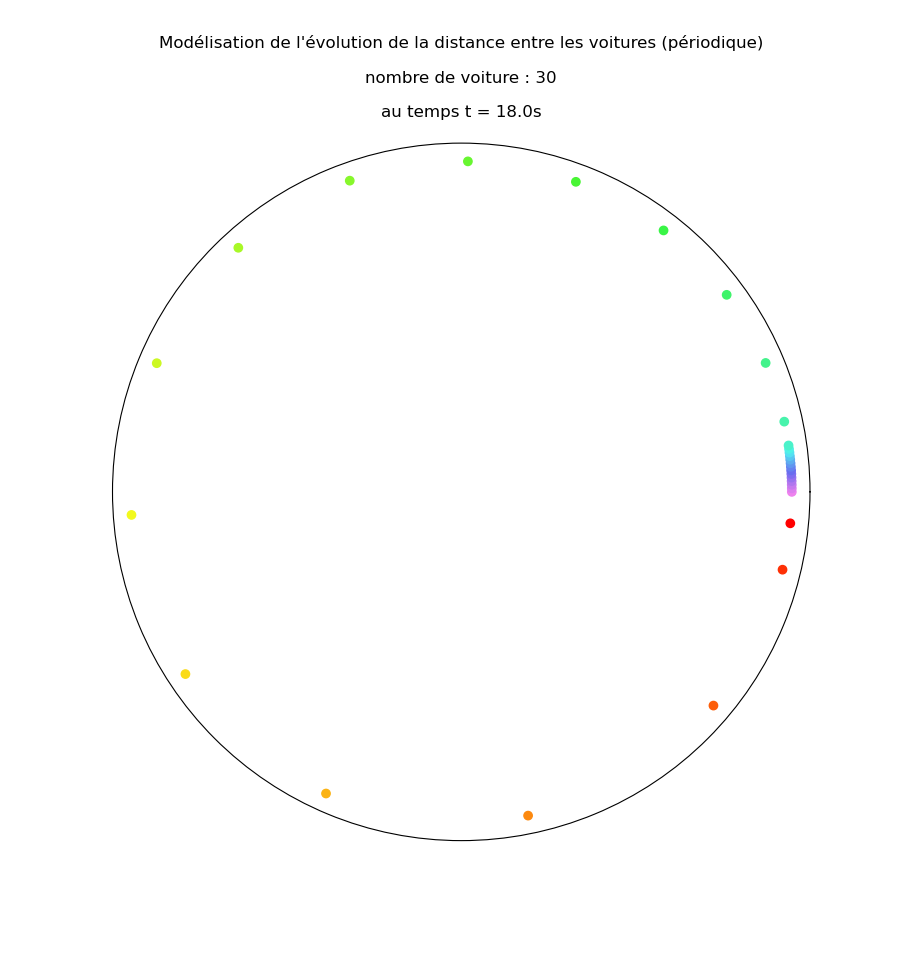 Modélisation de l'évolution de la distance entre les voitures (périodique)
nombre de voiture : 30
au temps t = 18.0s